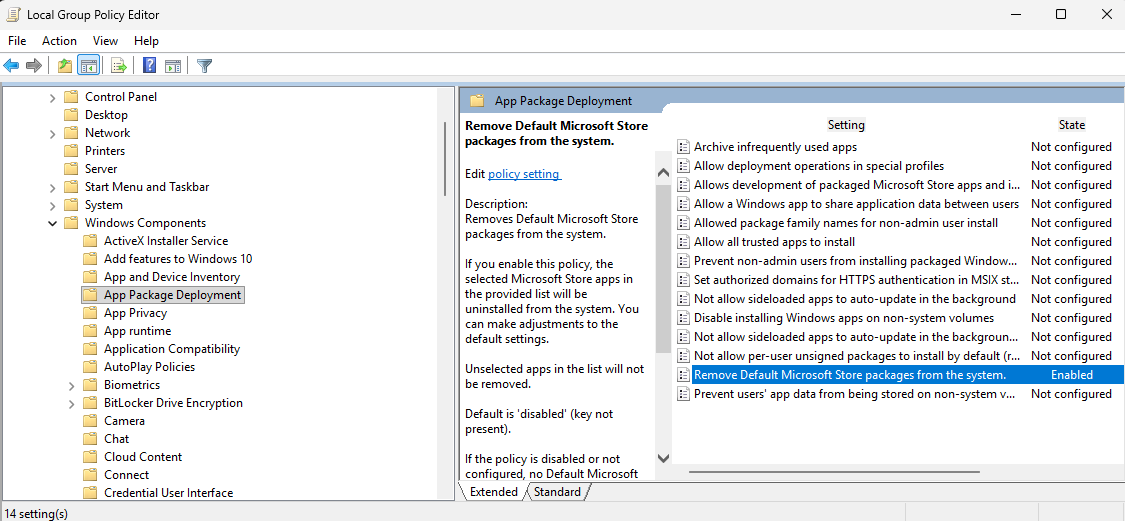 Local Group Policy Editor
File Action View Help
Control Panel
Desktop
Network
Printers
Server
Start Menu and Taskbar
System
Windows Components
ActiveX Installer Service
Add features to Windows 10
App and Device Inventory
App Package Deployment
App Privacy
App runtime
Application Compatibility
AutoPlay Policies
Biometrics
BitLocker Drive Encryption
Camera
Chat
Cloud Content
Connect
Credential User Interface
App Package Deployment
Remove Default Microsoft Store
packages from the system.
Edit policy setting
Description:
Removes Default Microsoft Store
packages from the system.
If you enable this policy, the
selected Microsoft Store apps in
the provided list will be
uninstalled from the system. You
can make adjustments to the
default settings.
Unselected apps in the list will not
be removed.
Default is 'disabled' (key not
present).
If the policy is disabled or not
configured, no Default Microsoft
Setting State
Archive infrequently used apps Not configured
Allow deployment operations in special profiles Not configured
Allows development of packaged Microsoft Store apps and i... Not configured
Allow a Windows app to share application data between users Not configured
Allowed package family names for non-admin user install Not configured
Allow all trusted apps to install Not configured
Prevent non-admin users from installing packaged Window... Not configured
Set authorized domains for HTTPS authentication in MSIX st... Not configured
Not allow sideloaded apps to auto-update in the background Not configured
Disable installing Windows apps on non-system volumes Not configured
Not allow sideloaded apps to auto-update in the backgroun... Not configured
Not allow per-user unsigned packages to install by default (r... Not configured
Remove Default Microsoft Store packages from the system. Enabled
Prevent users' app data from being stored on non-system v... Not configured
Extended Standard
14 setting(s)